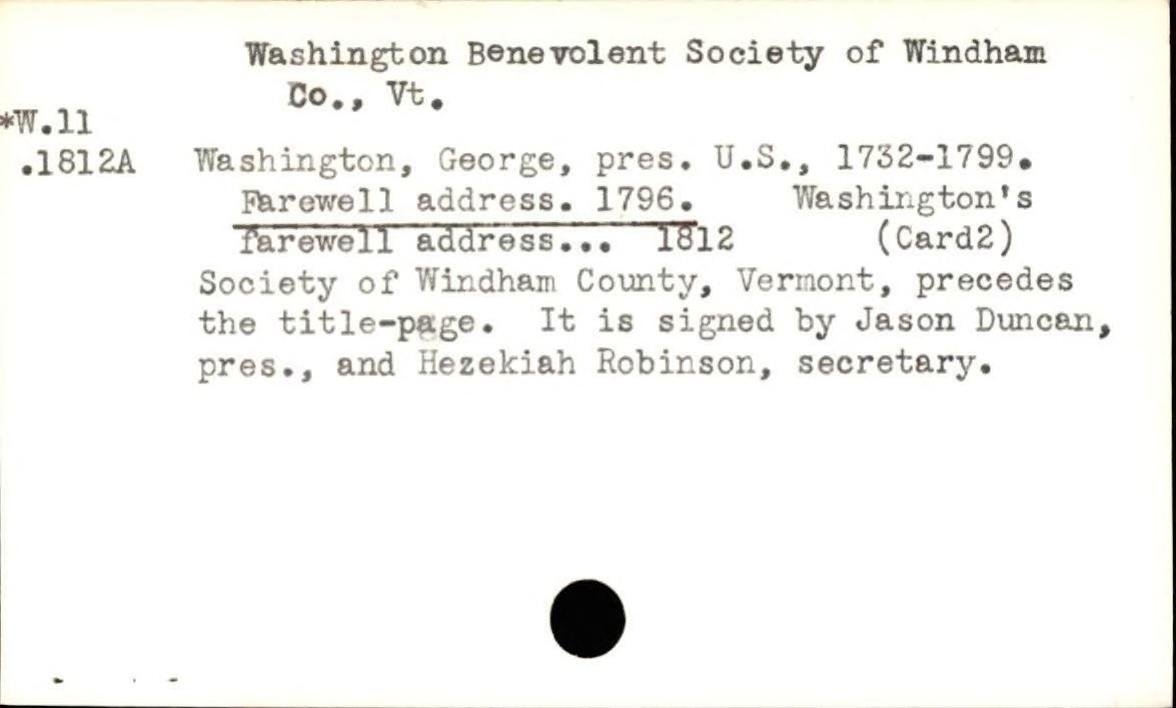 Washington Benevolent Society of Windham
Co., Vt.
*W.11
.1812A Washington, George, pres. U.S., 1732-1799.
Farewell address. 1796. Washington's
farewell address... 1812 (Card2)
Society of Windham County, Vermont, precedes
the title-page. It is signed by Jason Duncan,
pres., and Hezekiah Robinson, secretary.